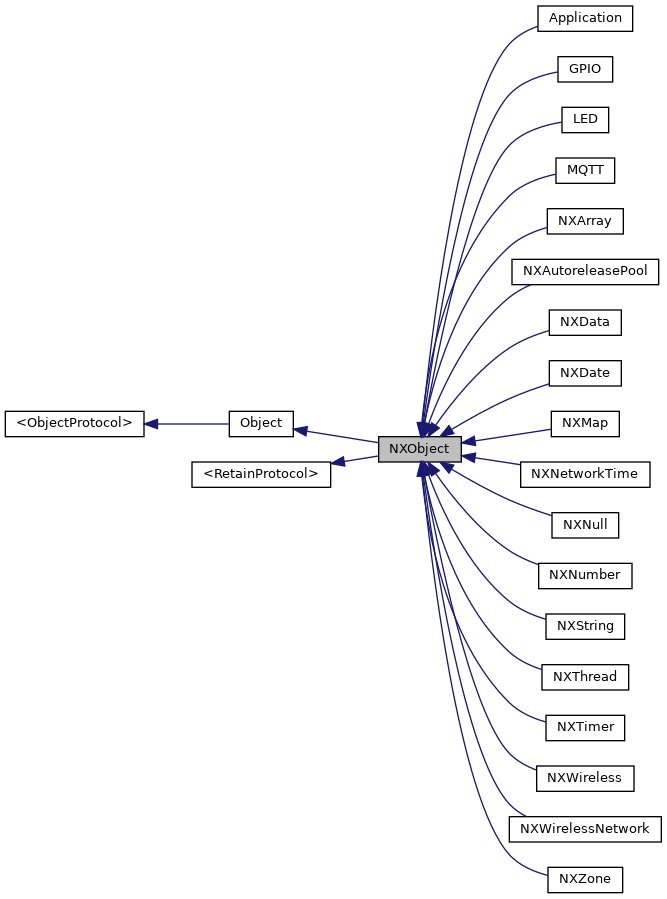 Application
GPIO
LED
MQTT
NXArray
NXAutoreleasePool
NXData
NXDate
<ObjectProtocol>
Object
NXMap
NXObject
<RetainProtocol>
NXNetworkTime
NXNull
NXNumber
NXString
NXThread
NXTimer
NXWireless
NXWirelessNetwork
NXZone